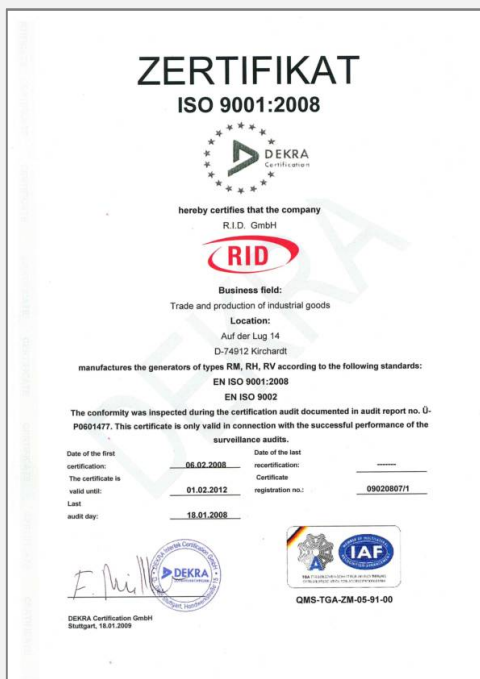 ZERTIFIKAT
ISO 9001:2008
DEKRA
Certification
hereby certifies that the company
R.I.D. GmbH
RID
Business field:
Trade and production of industrial goods
Location:
Auf der Lug 14
D-74912 Kirchardt
manufactures the generators of types RM, RH, RV according to the following standards:
EN ISO 9001:2008
EN ISO 9002
The conformity was inspected during the certification audit documented in audit report no. Ü-
P0601477. This certificate is only valid in connection with the successful performance of the
surveillance audits.
Date of the first
certification: 06.02.2008
The certificate is
valid until: 01.02.2012
Last
audit day: 18.01.2008
Date of the last
recertification: -------
Certificate
registration no.: 09020807/1
DEKRA
IAF
QMS-TGA-ZM-05-91-00
DEKRA Certification GmbH
Stuttgart, 18.01.2009
DEKRA